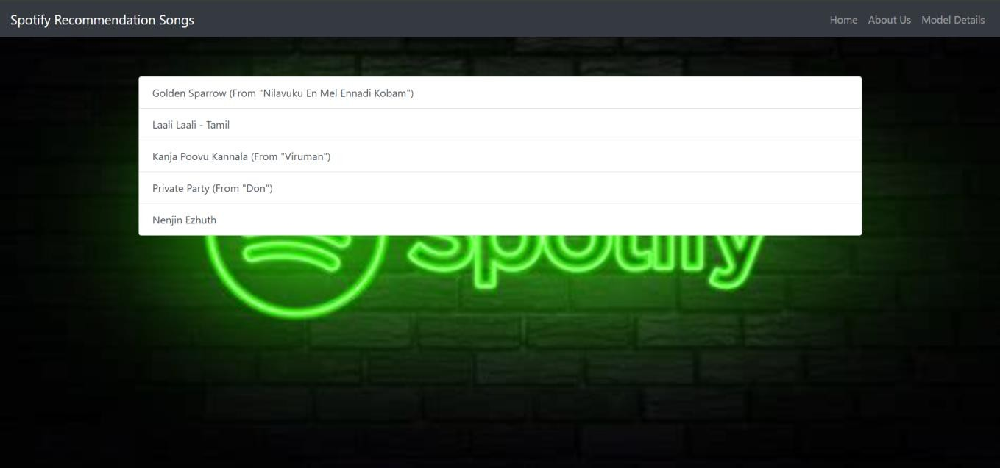 Spotify Recommendation Songs
Home About Us Model Details
Golden Sparrow (From "Nilavuku En Mel Ennadi Kobam")
Laali Laali - Tamil
Kanja Poovu Kannala (From "Viruman")
Private Party (From "Don")
Nenjin Ezhuth
Spotify